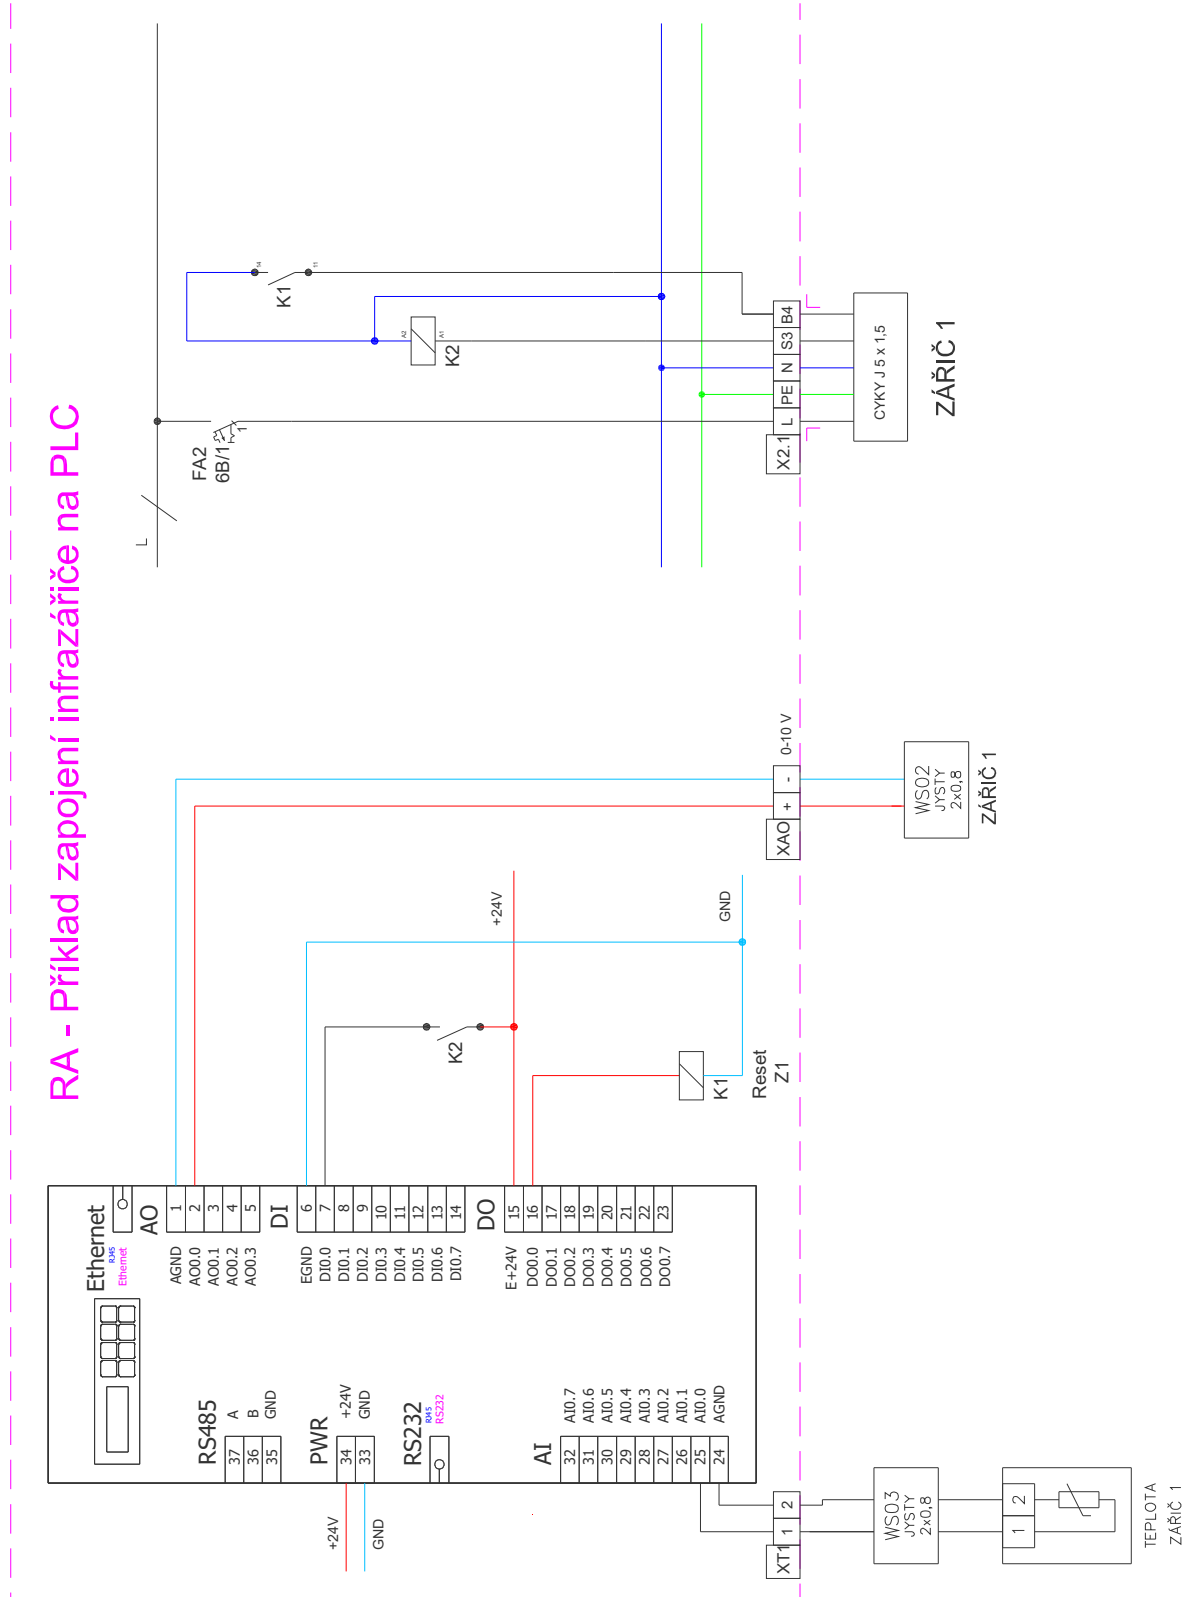 RA - Příklad zapojení infrazářiče na PLC
Ethernet
RJ45
Ethernet
AO
1
2
3
4
5
AGND
AO0.0
AO0.1
AO0.2
AO0.3
DI
6
7
8
9
10
11
12
13
14
EGND
DI0.0
DI0.1
DI0.2
DI0.3
DI0.4
DI0.5
DI0.6
DI0.7
DO
15
16
17
18
19
20
21
22
23
E+24V
DO0.0
DO0.1
DO0.2
DO0.3
DO0.4
DO0.5
DO0.6
DO0.7
RS485
37
36
35
A
B
GND
PWR
34
33
+24V
GND
+24V
GND
RS232
RJ45
RS232
AI
32
31
30
29
28
27
26
25
24
AI0.7
AI0.6
AI0.5
AI0.4
AI0.3
AI0.2
AI0.1
AI0.0
AGND
XT1
1
2
WS03
JYSTY
2x0,8
1
2
TEPLOTA
ZÁŘIČ 1
K2
+24V
GND
K1
Reset
Z1
XAO
+
-
0-10 V
WS02
JYSTY
2x0,8
ZÁŘIČ 1
L
FA2
6B/1
1
K1
14
11
K2
A2
A1
X2.1
L
PE
N
S3
B4
CYKY J 5 x 1,5
ZÁŘIČ 1